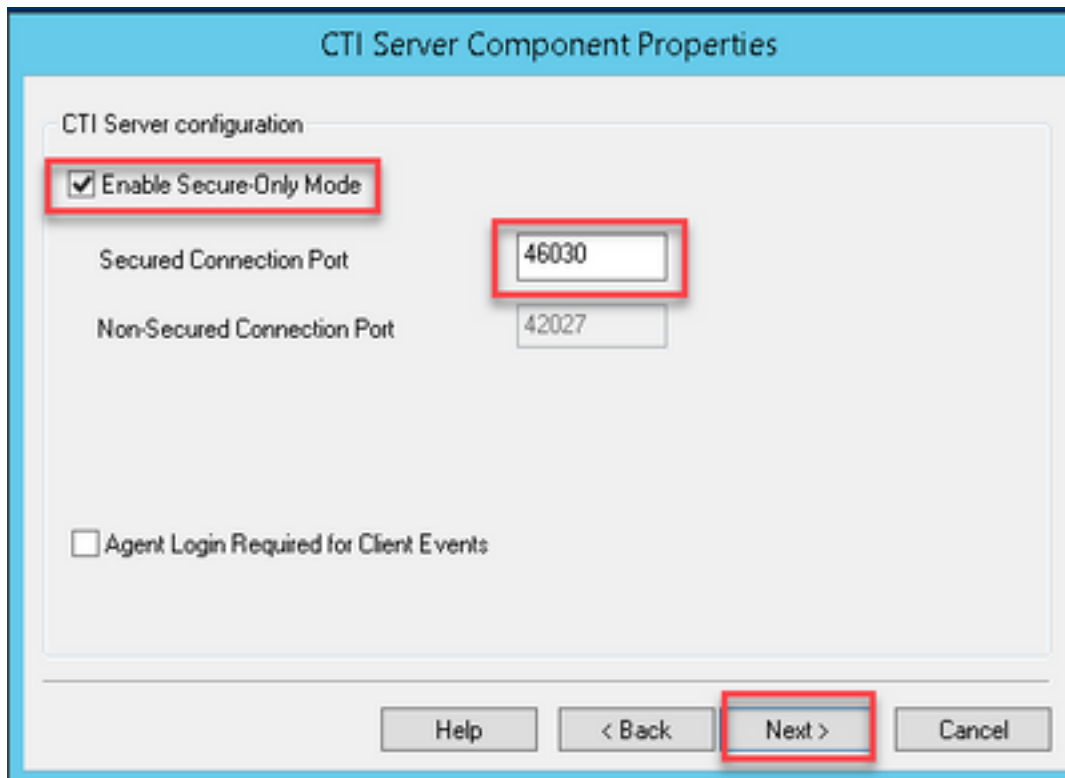 CTI Server Component Properties
CTI Server configuration
Enable Secure-Only Mode
Secured Connection Port 46030
Non-Secured Connection Port 42027
Agent Login Required for Client Events
Help < Back Next > Cancel